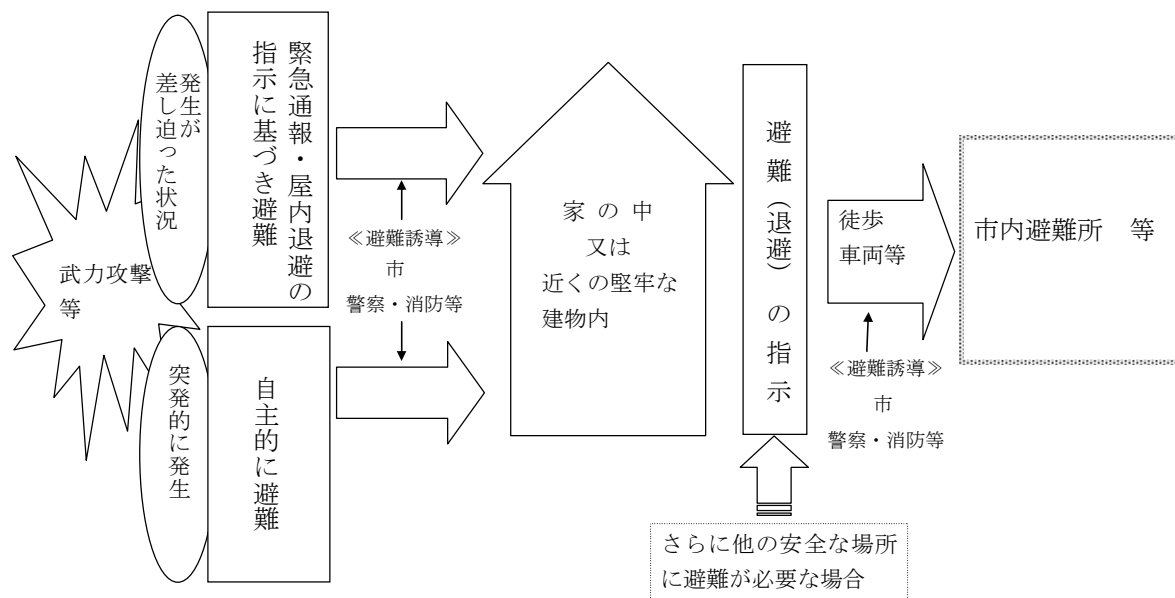 発生が
差し迫った状況
緊急通報・屋内退避の
指示に基づき避難
武力攻撃
等
突発的に発生
自主的に避難
≪避難誘導≫
市
警察・消防等
家の中
又は
近くの堅牢な
建物内
避難(退避)の指示
徒歩
車両等
≪避難誘導≫
市
警察・消防等
市内避難所　等
さらに他の安全な場所
に避難が必要な場合